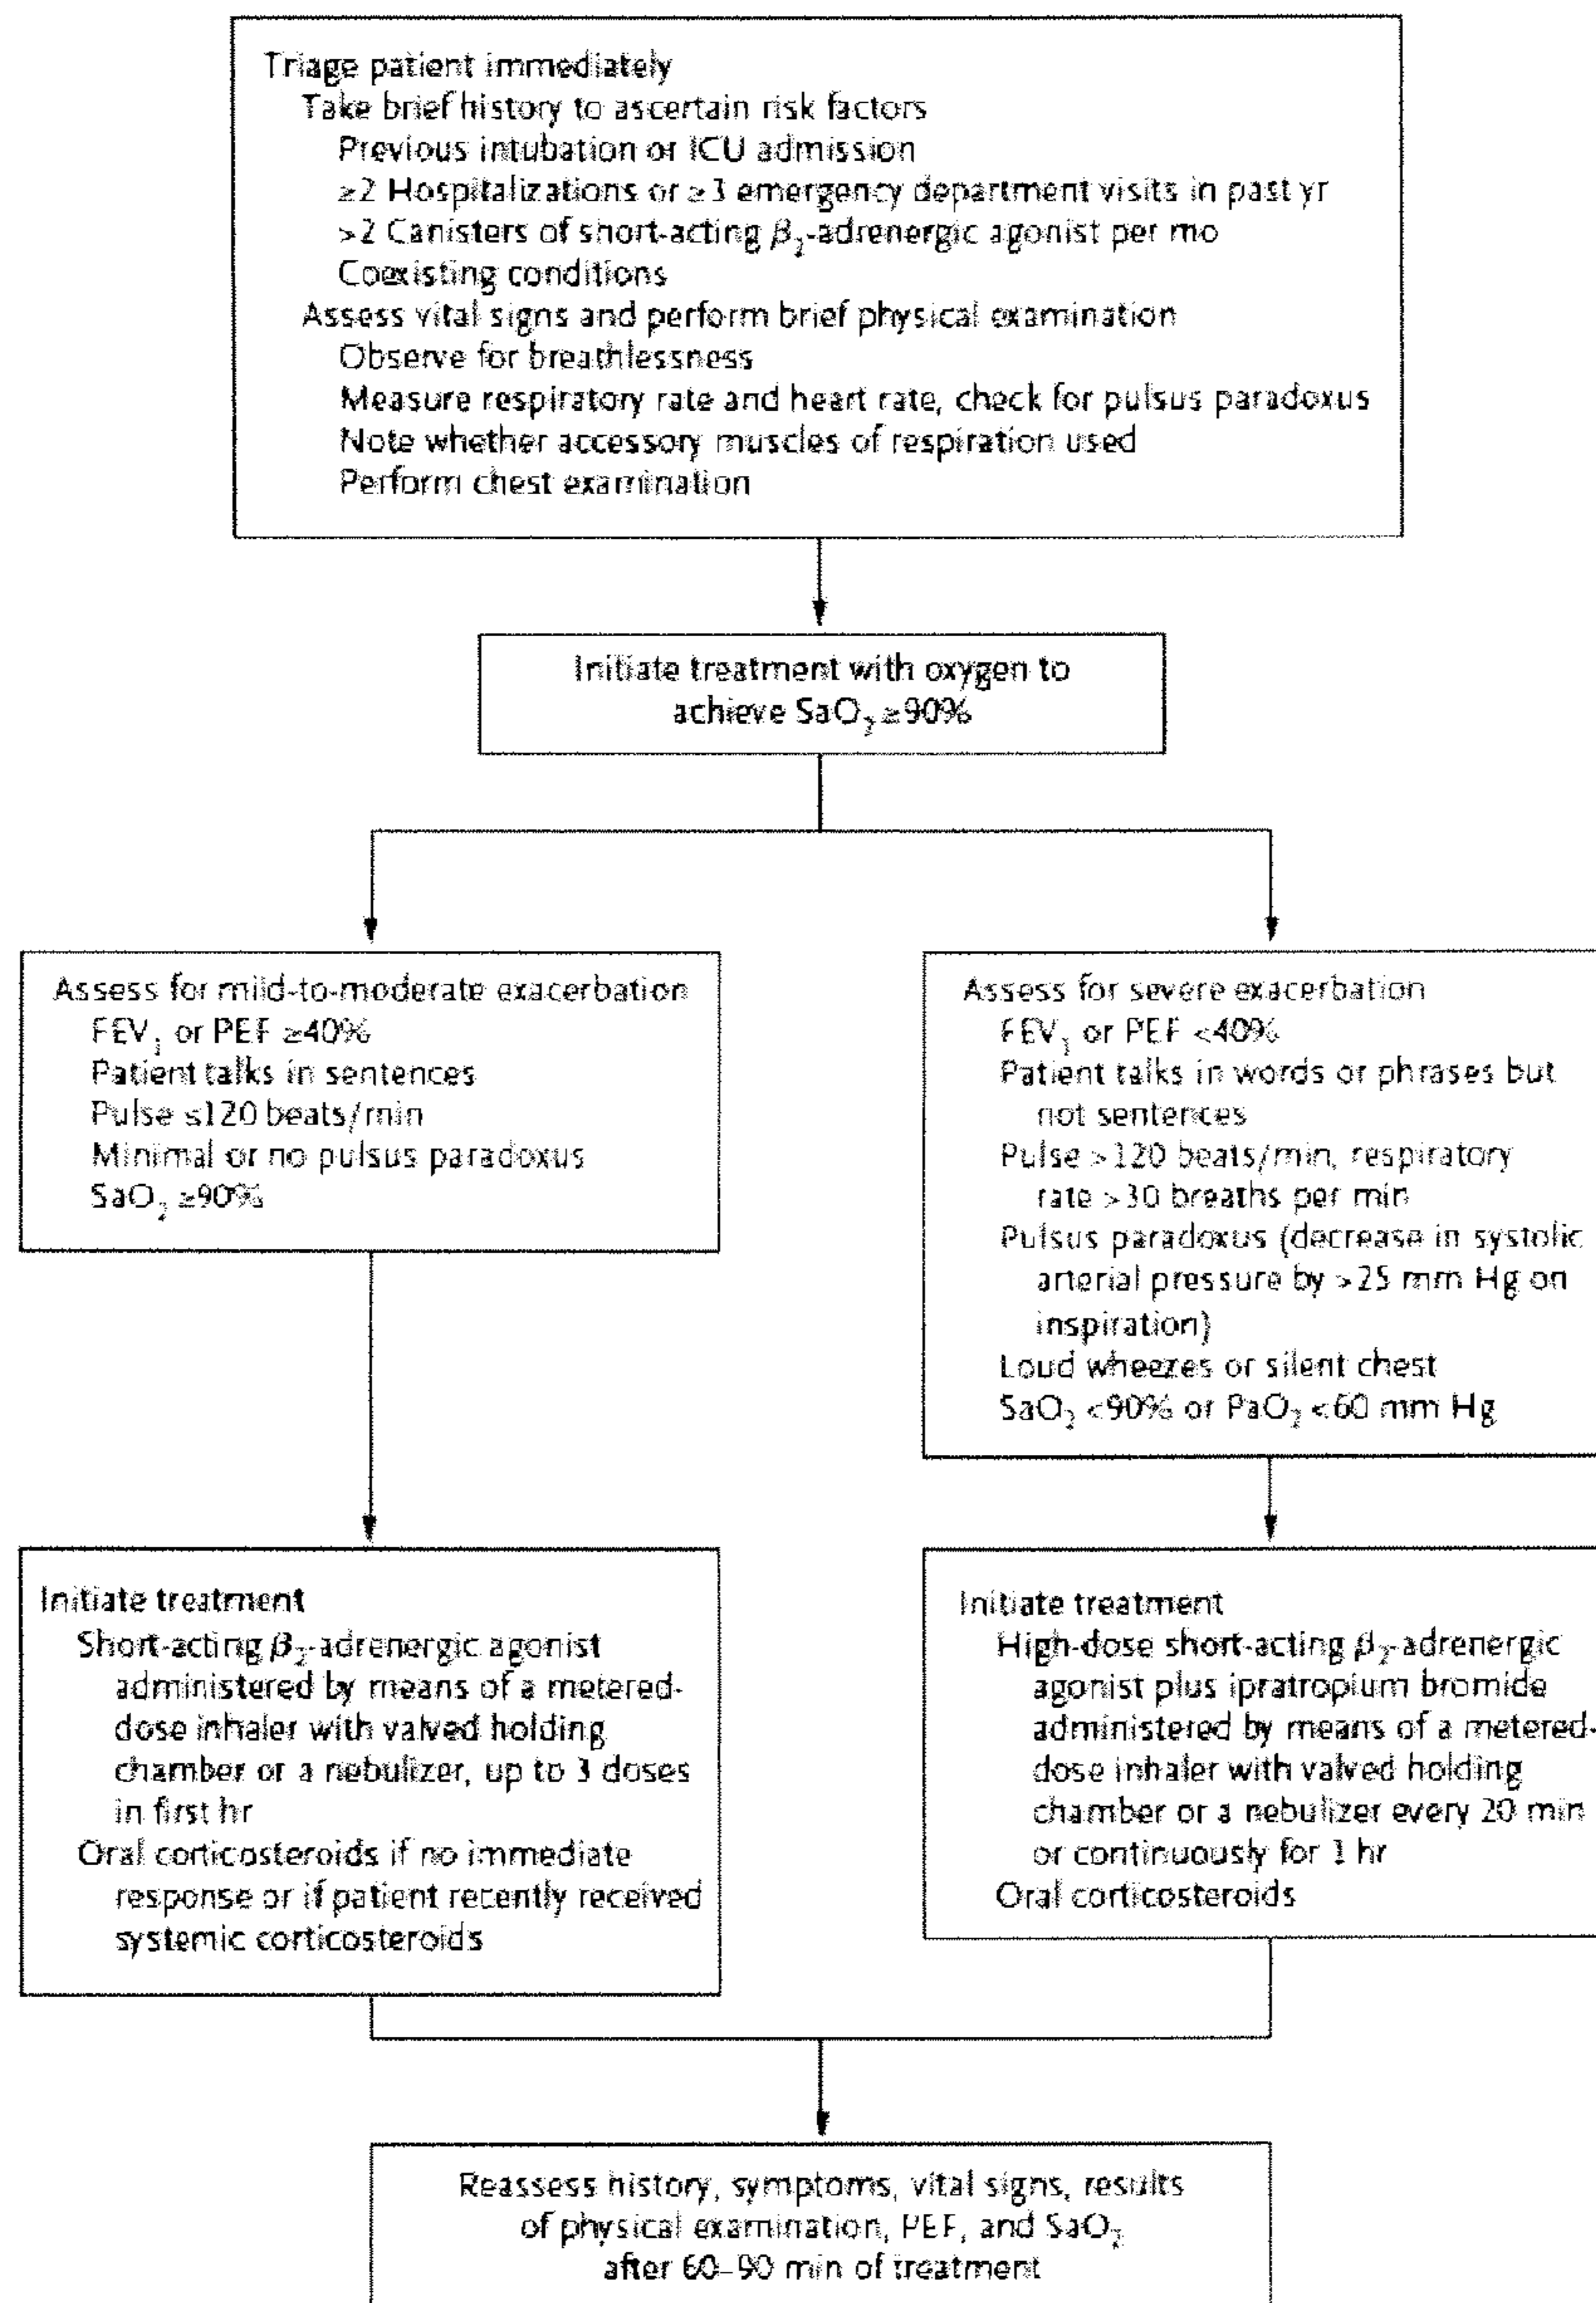 Triage patient immediately
Take brief history to ascertain risk factors
Previous intubation or ICU admission
≥2 Hospitalizations or ≥3 emergency department visits in past yr
>2 Canisters of short-acting β₂-adrenergic agonist per mo
Coexisting conditions
Assess vital signs and perform brief physical examination
Observe for breathlessness
Measure respiratory rate and heart rate, check for pulsus paradoxus
Note whether accessory muscles of respiration used
Perform chest examination
Initiate treatment with oxygen to
achieve SaO₂ ≥90%
Assess for mild-to-moderate exacerbation
FEV₁ or PEF ≥40%
Patient talks in sentences
Pulse ≤120 beats/min
Minimal or no pulsus paradoxus
SaO₂ ≥90%
Assess for severe exacerbation
FEV₁ or PEF <40%
Patient talks in words or phrases but
not sentences
Pulse >120 beats/min, respiratory
rate >30 breaths per min
Pulsus paradoxus (decrease in systolic
arterial pressure by >25 mm Hg on
inspiration)
Loud wheezes or silent chest
SaO₂ <90% or PaO₂ <60 mm Hg
Initiate treatment
Short-acting β₂-adrenergic agonist
administered by means of a metered-
dose inhaler with valved holding
chamber or a nebulizer, up to 3 doses
in first hr
Oral corticosteroids if no immediate
response or if patient recently received
systemic corticosteroids
Initiate treatment
High-dose short-acting β₂-adrenergic
agonist plus ipratropium bromide
administered by means of a metered-
dose inhaler with valved holding
chamber or a nebulizer every 20 min
or continuously for 1 hr
Oral corticosteroids
Reassess history, symptoms, vital signs, results
of physical examination, PEF, and SaO₂
after 60–90 min of treatment